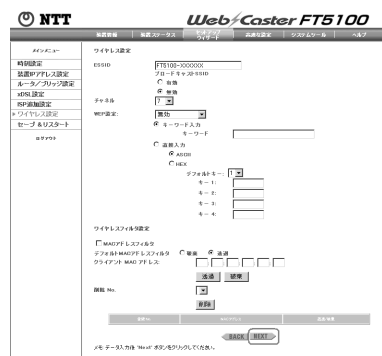 NTT
Web Caster FT5100
装置情報
装置ステータス
セットアップウィザード
高度な設定
システムツール
ヘルプ
メインメニュー
時刻設定
装置IPアドレス設定
ルータ/ブリッジ設定
xDSL設定
ISP追加設定
ワイヤレス設定
セーブ &リスタート
ログアウト
ワイヤレス設定
ESSID
FT5100-XXXXXX
ブロードキャストESSID
有効
無効
チャネル
7
WEP設定:
無効
キーワード入力
キーワード
直接入力
ASCII
HEX
デフォルトキー:
1
キー 1:
キー 2:
キー 3:
キー 4:
ワイヤレスフィルタ設定
MACアドレスフィルタ
デフォルトMACアドレスフィルタ
破棄
透過
クライアント MAC アドレス:
透過
破棄
削除 No.
削除
BACK
NEXT
メモ データ入力後 'Next' ボタンをクリックしてください。